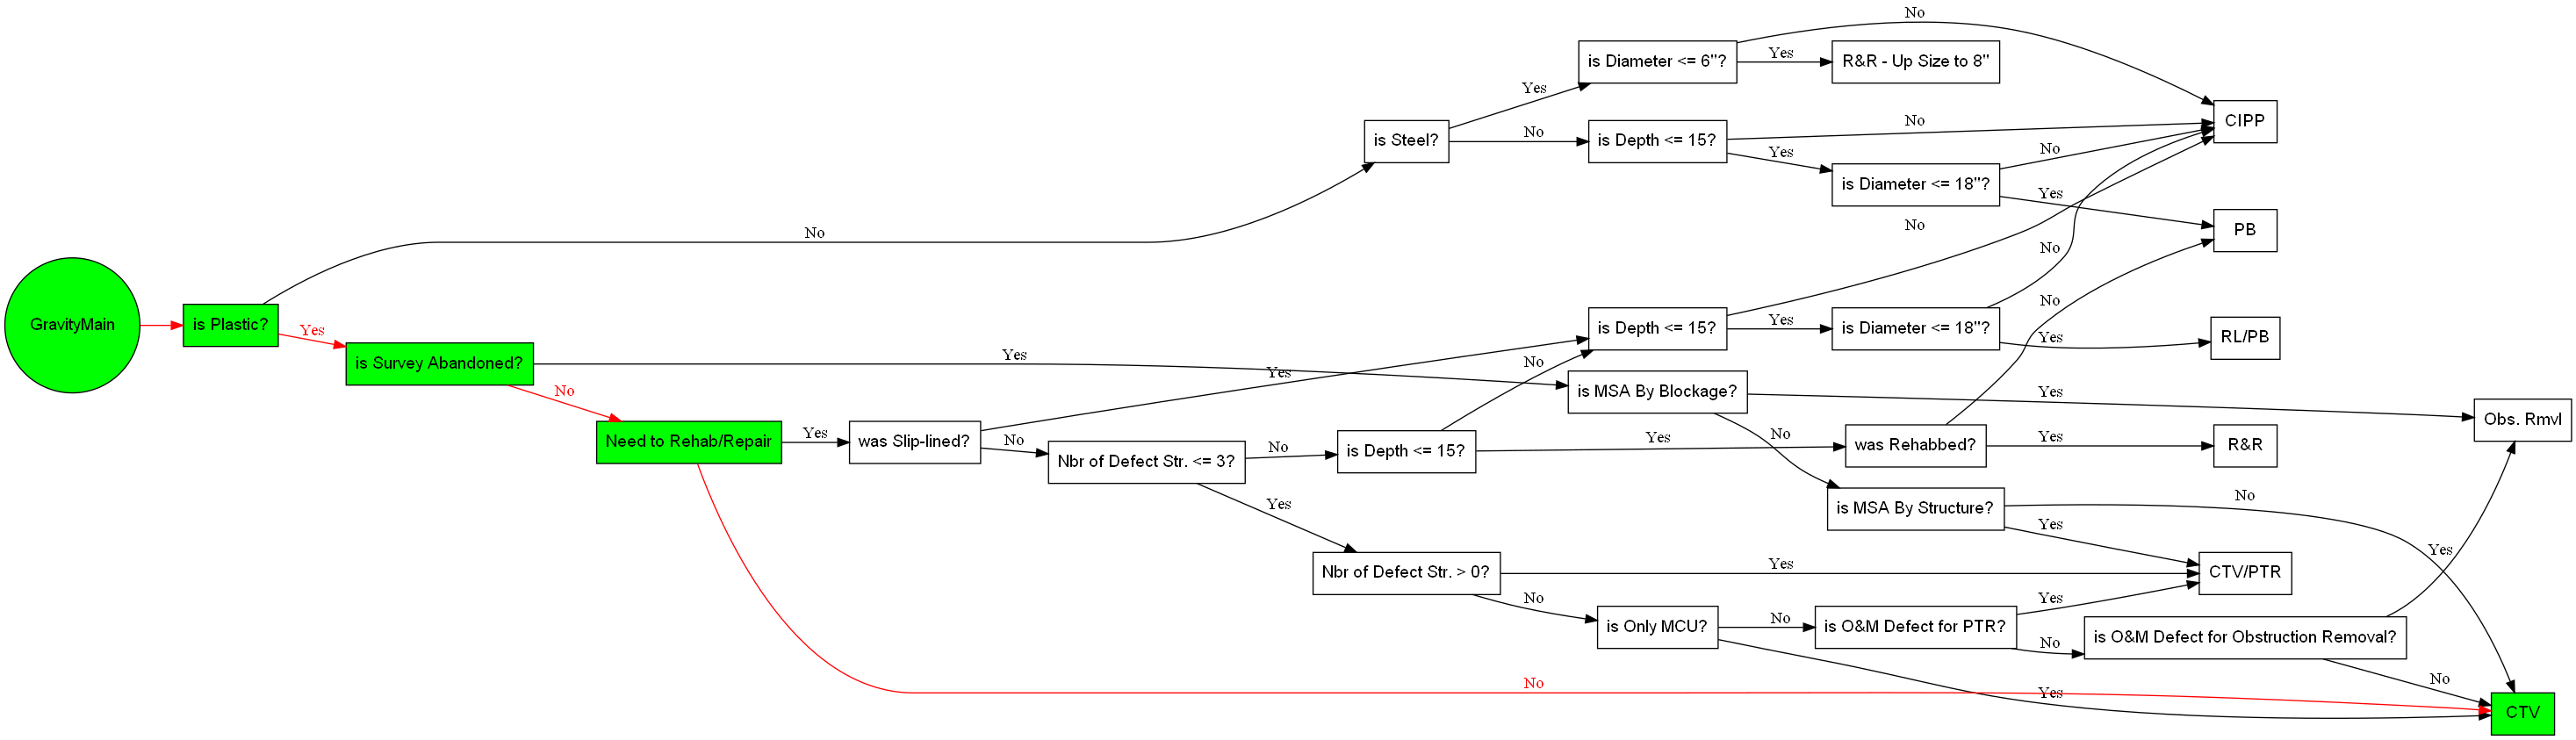 No
is Diameter <= 6"?
Yes
R&R - Up Size to 8"
Yes
is Steel?
No
is Depth <= 15?
No
CIPP
Yes
No
is Diameter <= 18"?
Yes
No
No
PB
No
No
GravityMain
is Plastic?
Yes
is Depth <= 15?
Yes
is Diameter <= 18"?
Yes
RL/PB
is Survey Abandoned?
Yes
Yes
No
is MSA By Blockage?
Yes
Obs. Rmvl
No
Need to Rehab/Repair
Yes
was Slip-lined?
No
Nbr of Defect Str. <= 3?
No
is Depth <= 15?
Yes
was Rehabbed?
Yes
R&R
No
Yes
is MSA By Structure?
No
Yes
Nbr of Defect Str. > 0?
Yes
CTV/PTR
Yes
No
is Only MCU?
No
is O&M Defect for PTR?
Yes
No
is O&M Defect for Obstruction Removal?
No
No
Yes
CTV